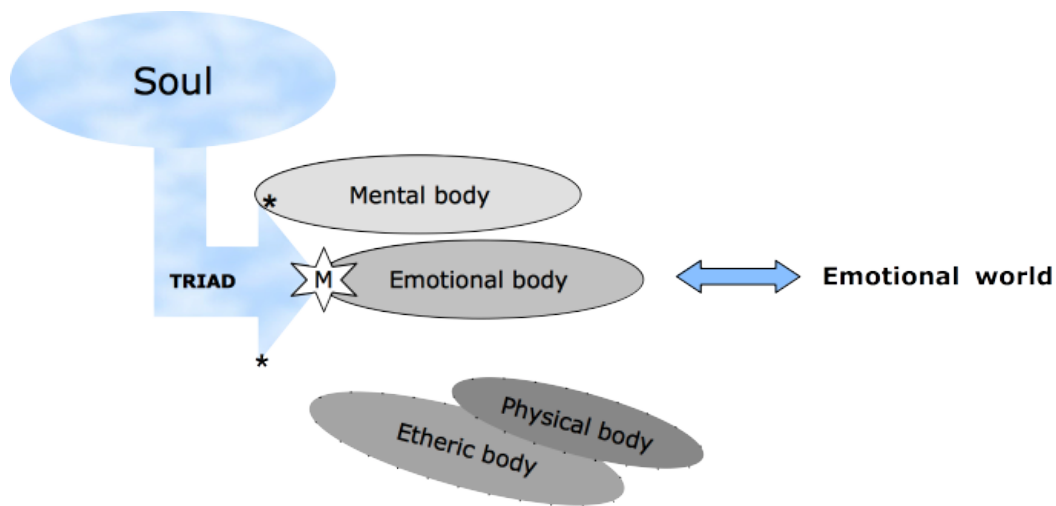 Soul
*
Mental body
TRIAD
M
Emotional body
Emotional world
*
Physical body
Etheric body